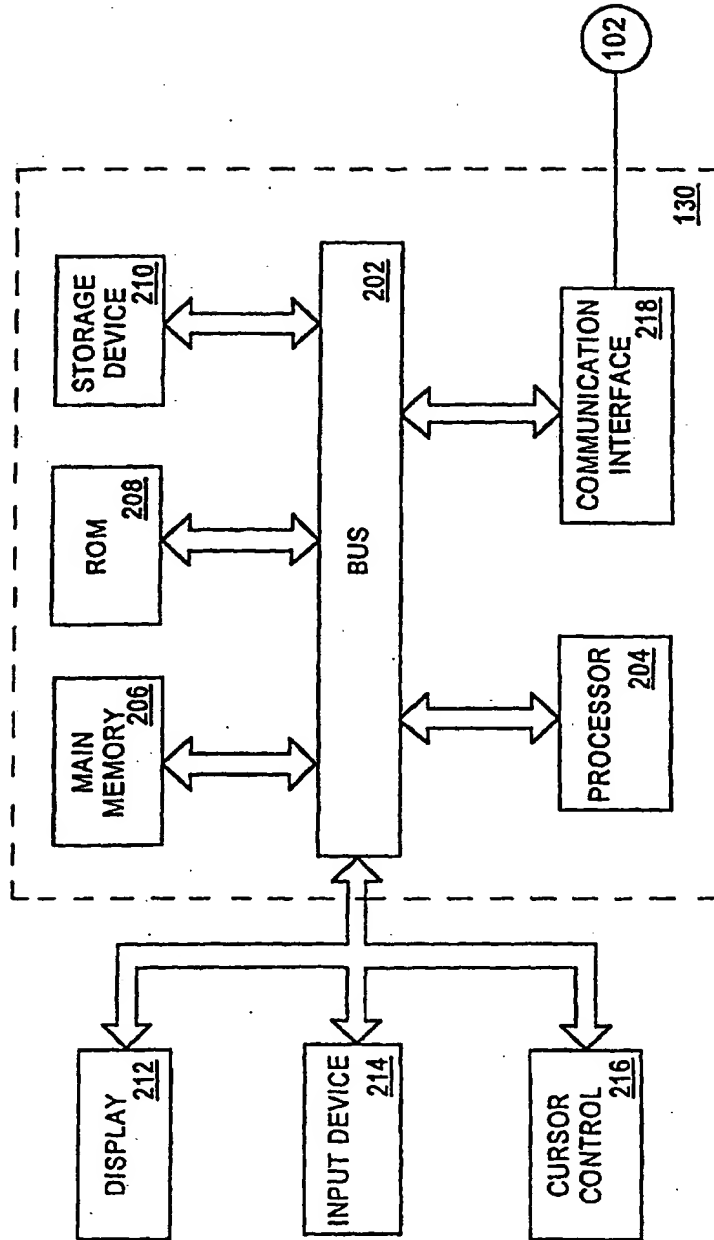 DISPLAY
212
INPUT DEVICE
214
CURSOR
CONTROL
216
MAIN
MEMORY
206
ROM
208
STORAGE
DEVICE
210
BUS
202
PROCESSOR
204
COMMUNICATION
INTERFACE
218
130
102